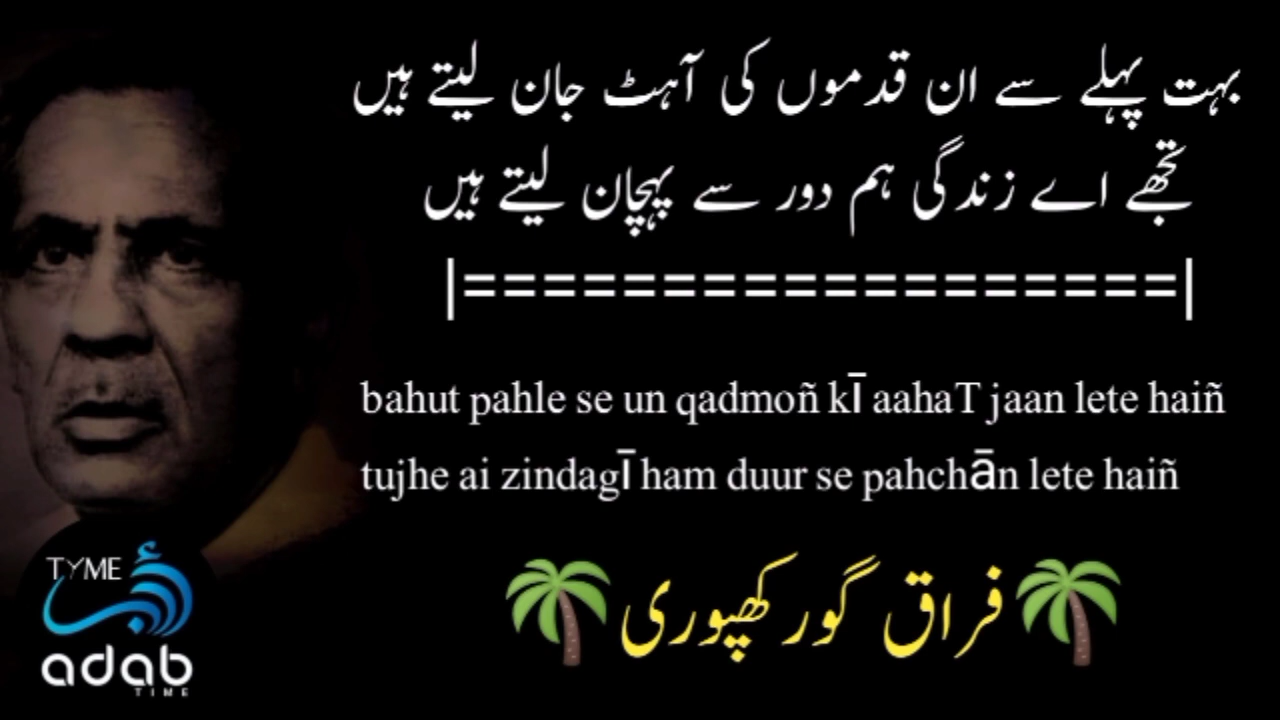 بہت پہلے سے ان قدموں کی آہٹ جان لیتے ہیں
تجھے اے زندگی ہم دور سے پہچان لیتے ہیں
|==================|
bahut pahle se un qadmoñ kī aahaT jaan lete haiñ
tujhe ai zindagī ham duur se pahchān lete haiñ
🌴فراق گورکھپوری🌴
TYME
أدب
adab
TIME